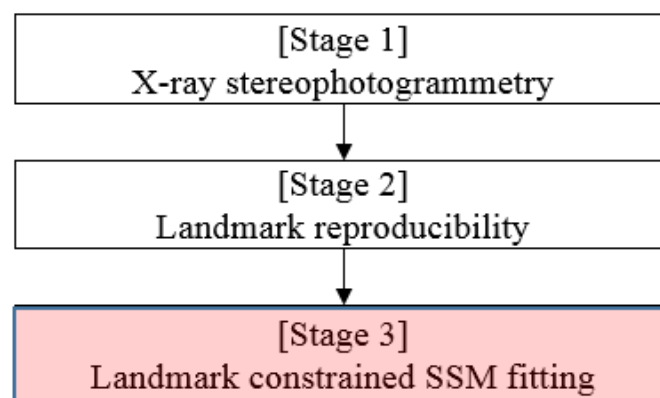 [Stage 1]
X-ray stereophotogrammetry
[Stage 2]
Landmark reproducibility
[Stage 3]
Landmark constrained SSM fitting